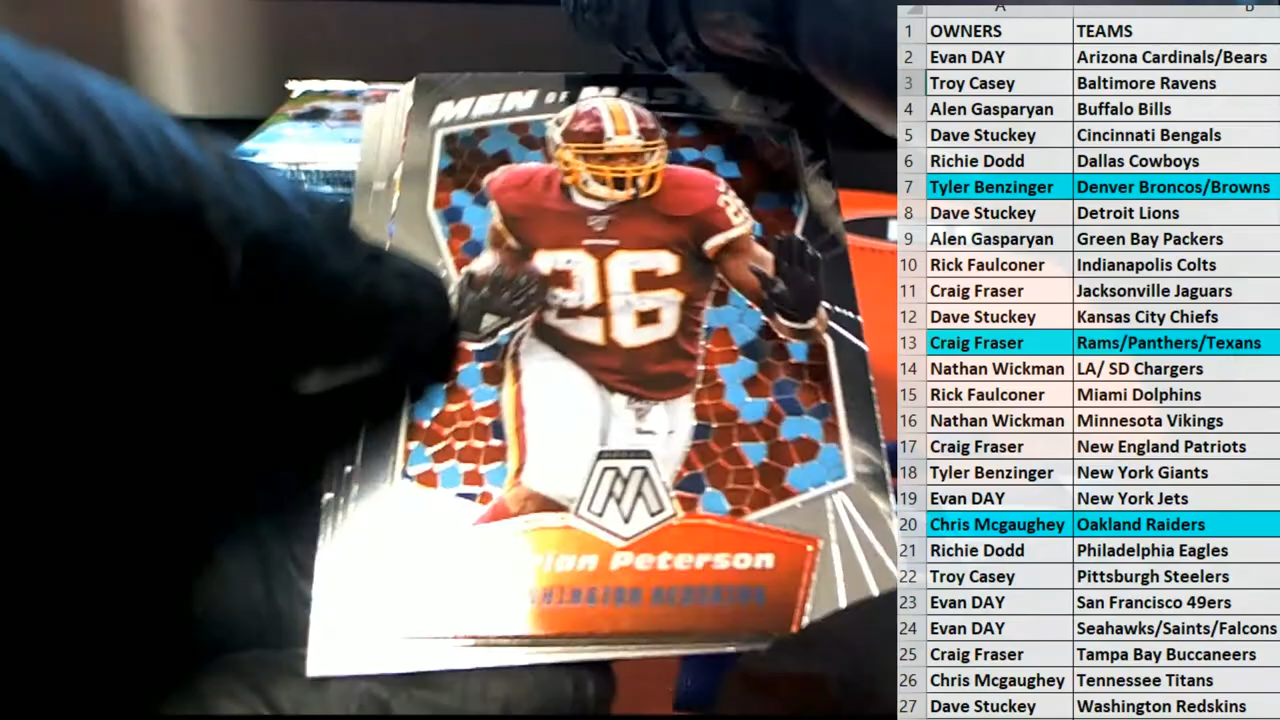 MEN OF MAST
26
26
ian Peterson
A B
1 OWNERS TEAMS
2 Evan DAY Arizona Cardinals/Bears
3 Troy Casey Baltimore Ravens
4 Alen Gasparyan Buffalo Bills
5 Dave Stuckey Cincinnati Bengals
6 Richie Dodd Dallas Cowboys
7 Tyler Benzinger Denver Broncos/Browns
8 Dave Stuckey Detroit Lions
9 Alen Gasparyan Green Bay Packers
10 Rick Faulconer Indianapolis Colts
11 Craig Fraser Jacksonville Jaguars
12 Dave Stuckey Kansas City Chiefs
13 Craig Fraser Rams/Panthers/Texans
14 Nathan Wickman LA/ SD Chargers
15 Rick Faulconer Miami Dolphins
16 Nathan Wickman Minnesota Vikings
17 Craig Fraser New England Patriots
18 Tyler Benzinger New York Giants
19 Evan DAY New York Jets
20 Chris Mcgaughey Oakland Raiders
21 Richie Dodd Philadelphia Eagles
22 Troy Casey Pittsburgh Steelers
23 Evan DAY San Francisco 49ers
24 Evan DAY Seahawks/Saints/Falcons
25 Craig Fraser Tampa Bay Buccaneers
26 Chris Mcgaughey Tennessee Titans
27 Dave Stuckey Washington Redskins